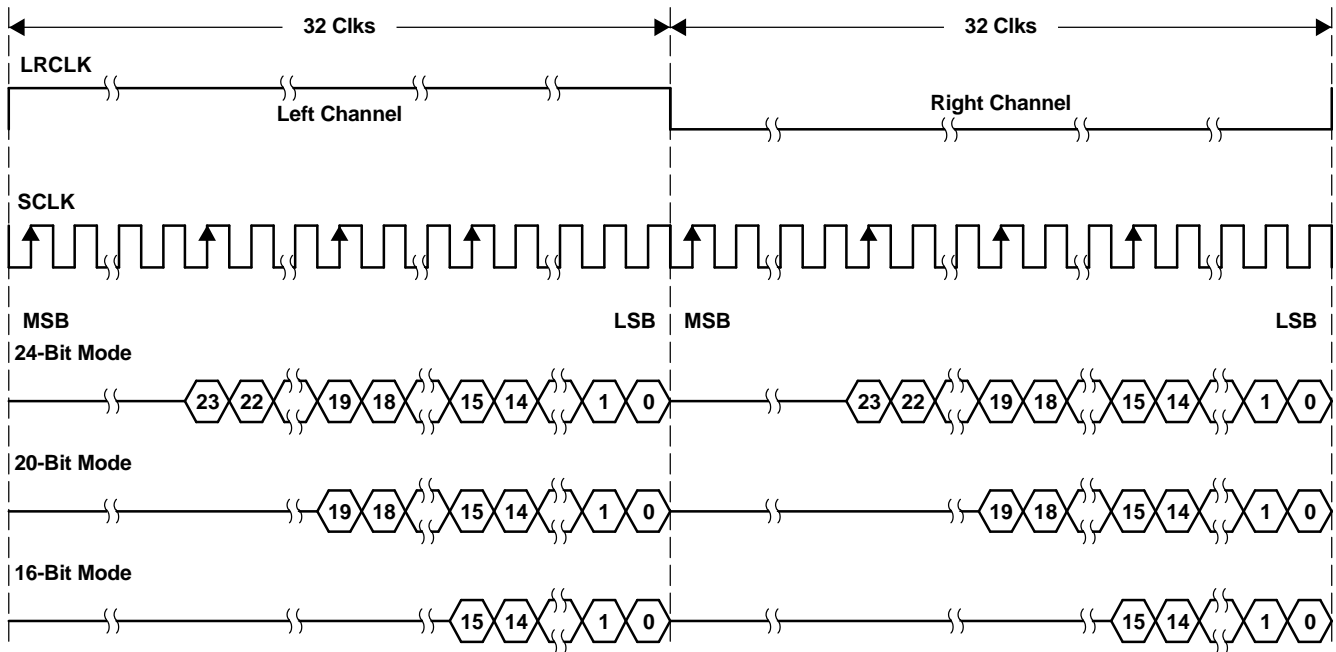 32 Clks 32 Clks
LRCLK
Left Channel Right Channel
SCLK
MSB LSB MSB LSB
24-Bit Mode
23 22 19 18 15 14 1 0 23 22 19 18 15 14 1 0
20-Bit Mode
19 18 15 14 1 0 19 18 15 14 1 0
16-Bit Mode
15 14 1 0 15 14 1 0